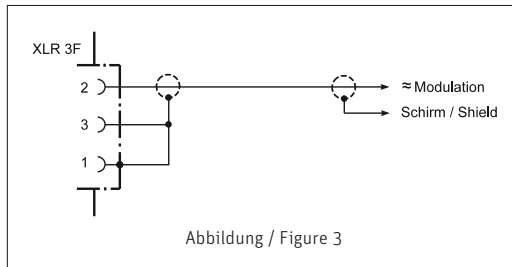 XLR 3F
2
≈ Modulation
Schirm / Shield
3
1
Abbildung / Figure 3